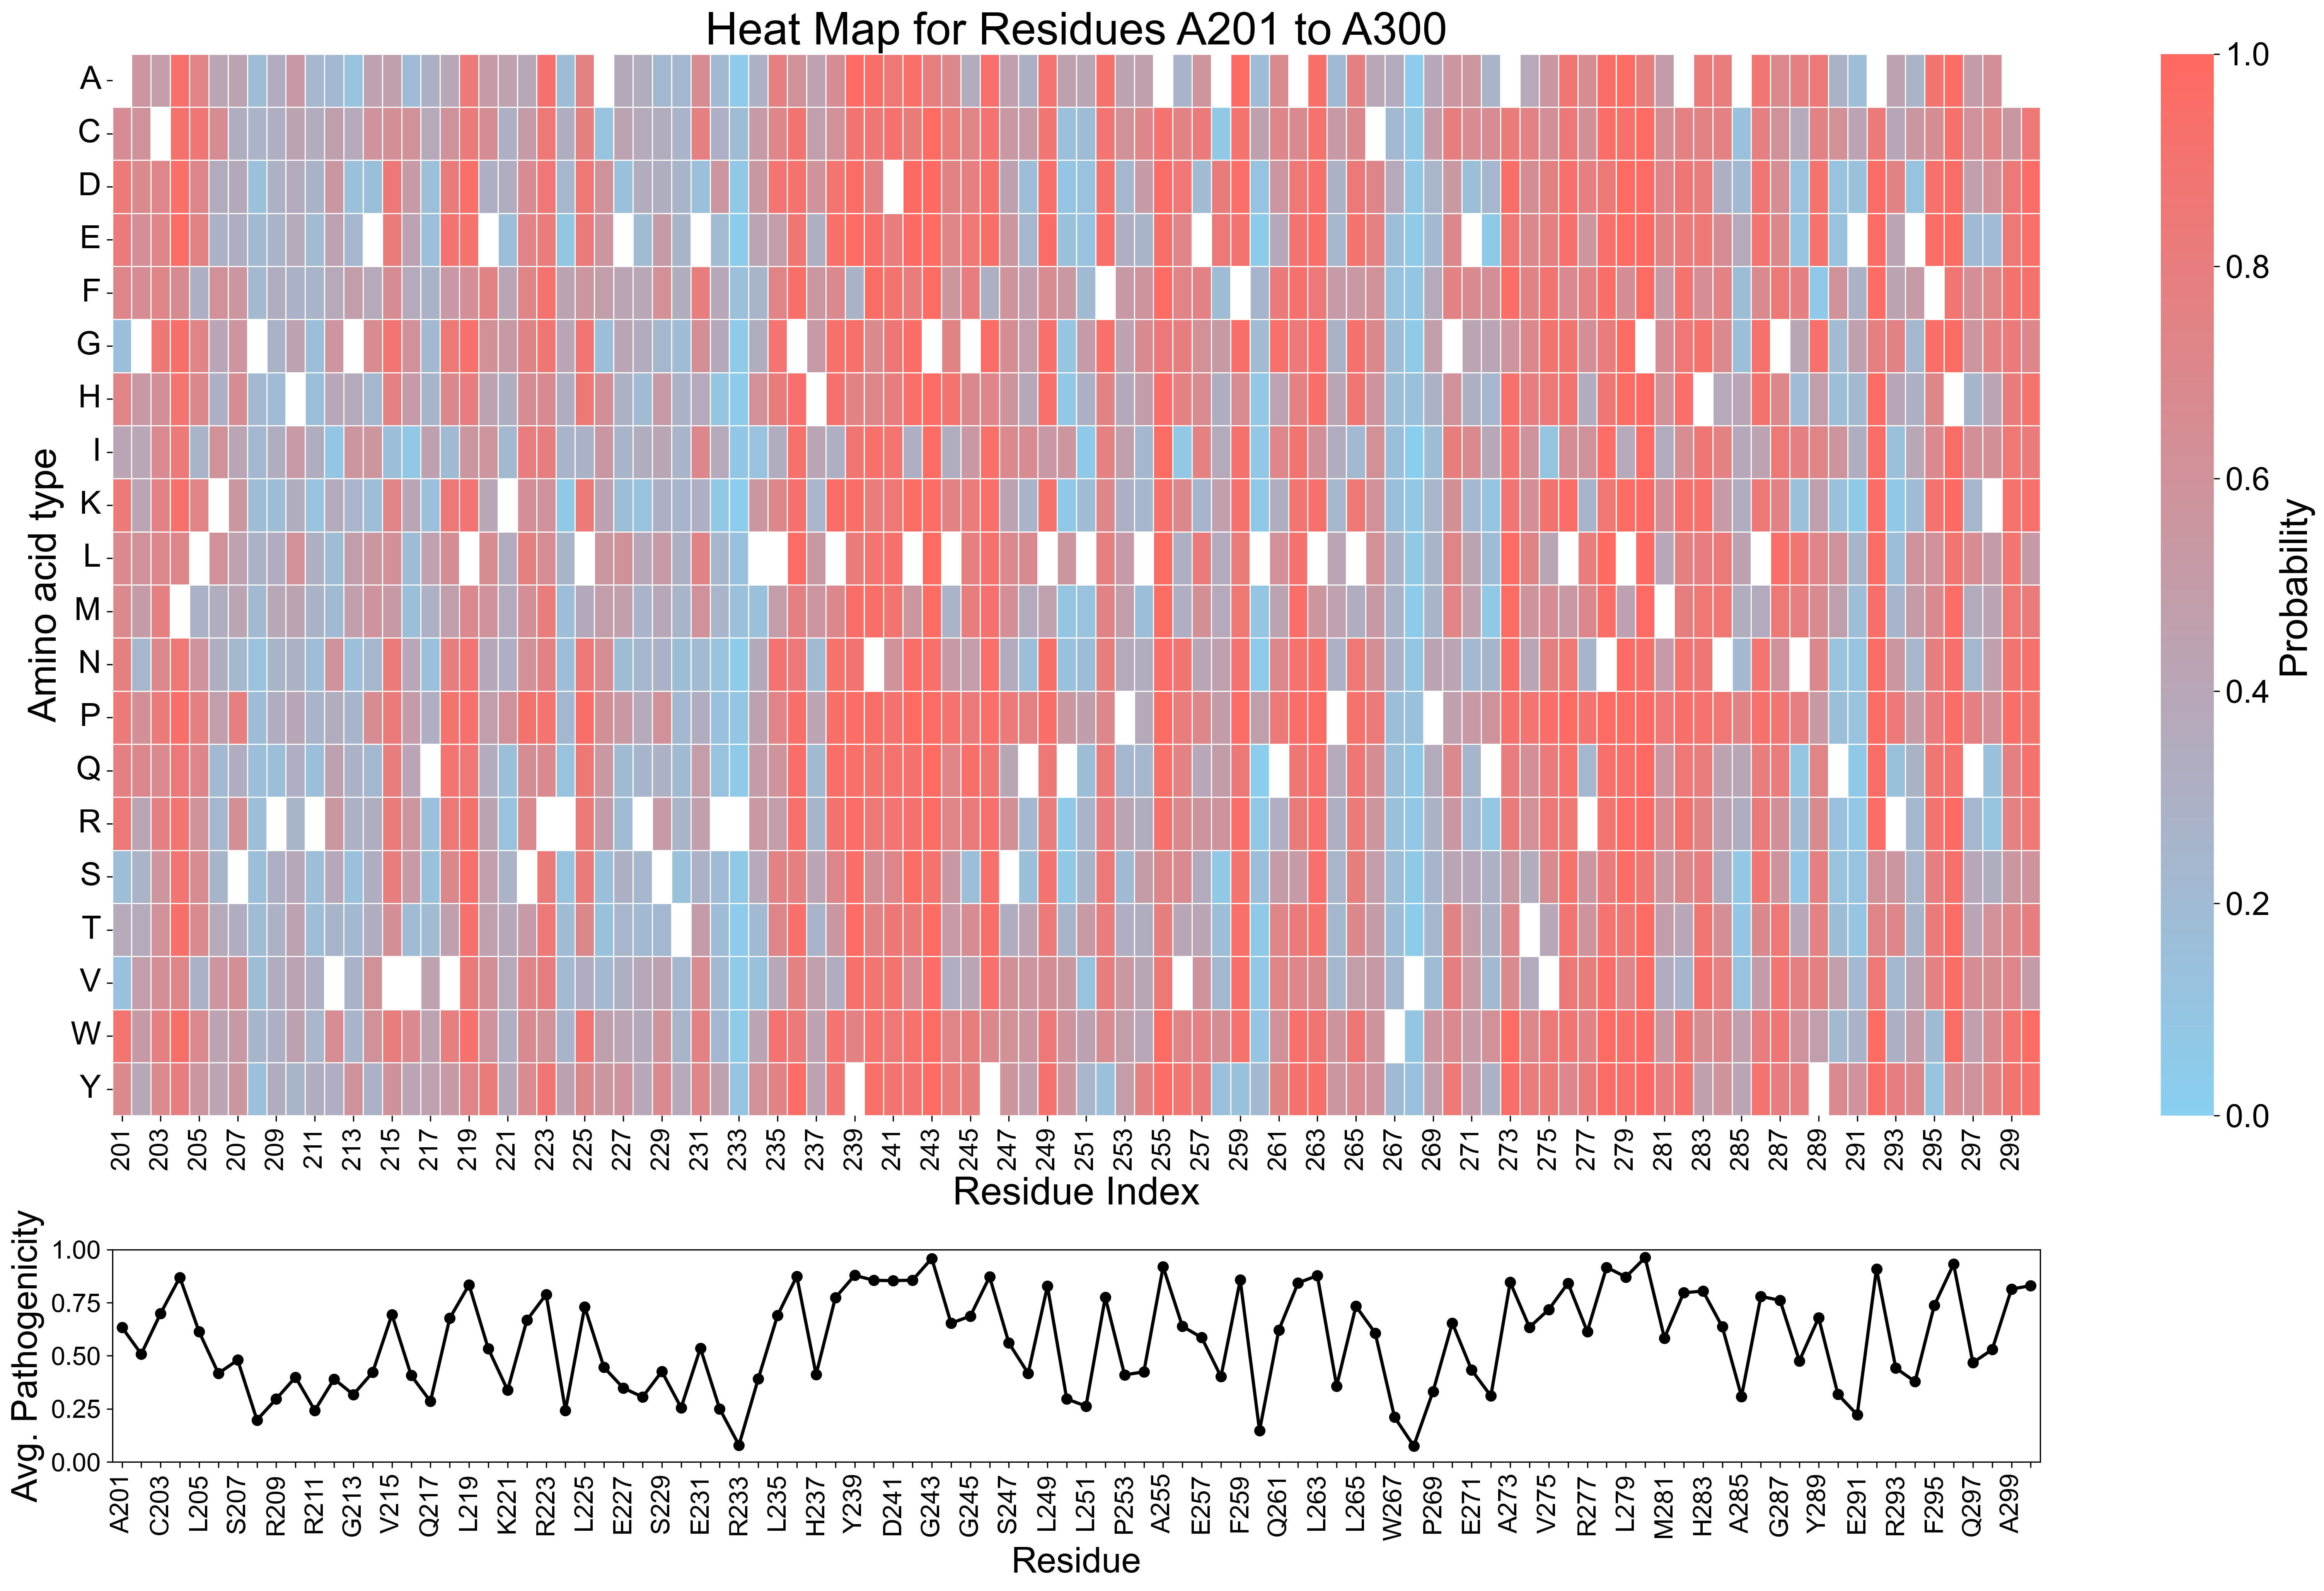 Heat Map for Residues A201 to A300
Amino acid type
A
C
D
E
F
G
H
I
K
L
M
N
P
Q
R
S
T
V
W
Y
201 203 205 207 209 211 213 215 217 219 221 223 225 227 229 231 233 235 237 239 241 243 245 247 249 251 253 255 257 259 261 263 265 267 269 271 273 275 277 279 281 283 285 287 289 291 293 295 297 299
Residue Index
1.0
0.8
0.6
0.4
0.2
0.0
Probability
Avg. Pathogenicity
1.00
0.75
0.50
0.25
0.00
A201 C203 L205 S207 R209 R211 G213 V215 Q217 L219 K221 R223 L225 E227 S229 E231 R233 L235 H237 Y239 D241 G243 G245 S247 L249 L251 P253 A255 E257 F259 Q261 L263 L265 W267 P269 E271 A273 V275 R277 L279 M281 H283 A285 G287 Y289 E291 R293 F295 Q297 A299
Residue